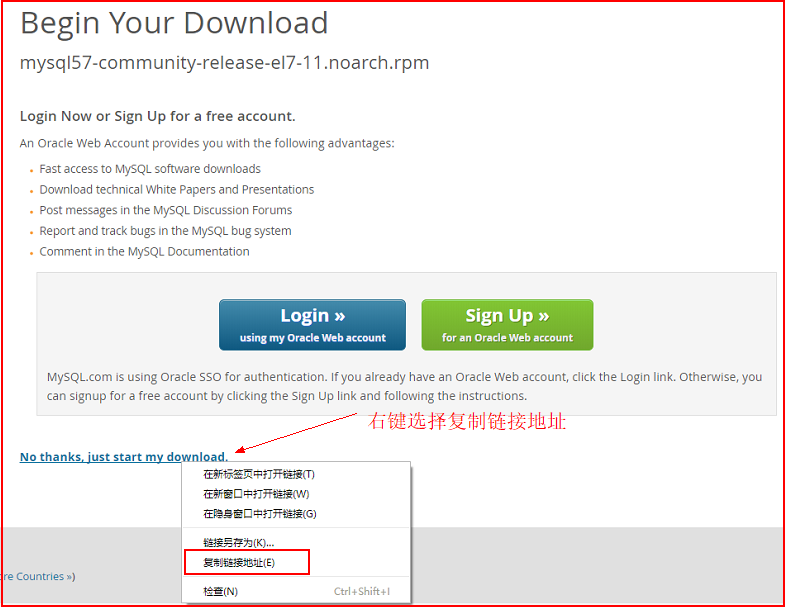 Begin Your Download
mysql57-community-release-el7-11.noarch.rpm
Login Now or Sign Up for a free account.
An Oracle Web Account provides you with the following advantages:
Fast access to MySQL software downloads
Download technical White Papers and Presentations
Post messages in the MySQL Discussion Forums
Report and track bugs in the MySQL bug system
Comment in the MySQL Documentation
Login »
using my Oracle Web account
Sign Up »
for an Oracle Web account
MySQL.com is using Oracle SSO for authentication. If you already have an Oracle Web account, click the Login link. Otherwise, you
can signup for a free account by clicking the Sign Up link and following the instructions.
右键选择复制链接地址
No thanks, just start my download.
在新标签页中打开链接(T)
在新窗口中打开链接(W)
在隐身窗口中打开链接(G)
链接另存为(K)...
复制链接地址(E)
re Countries »)
检查(N) Ctrl+Shift+I